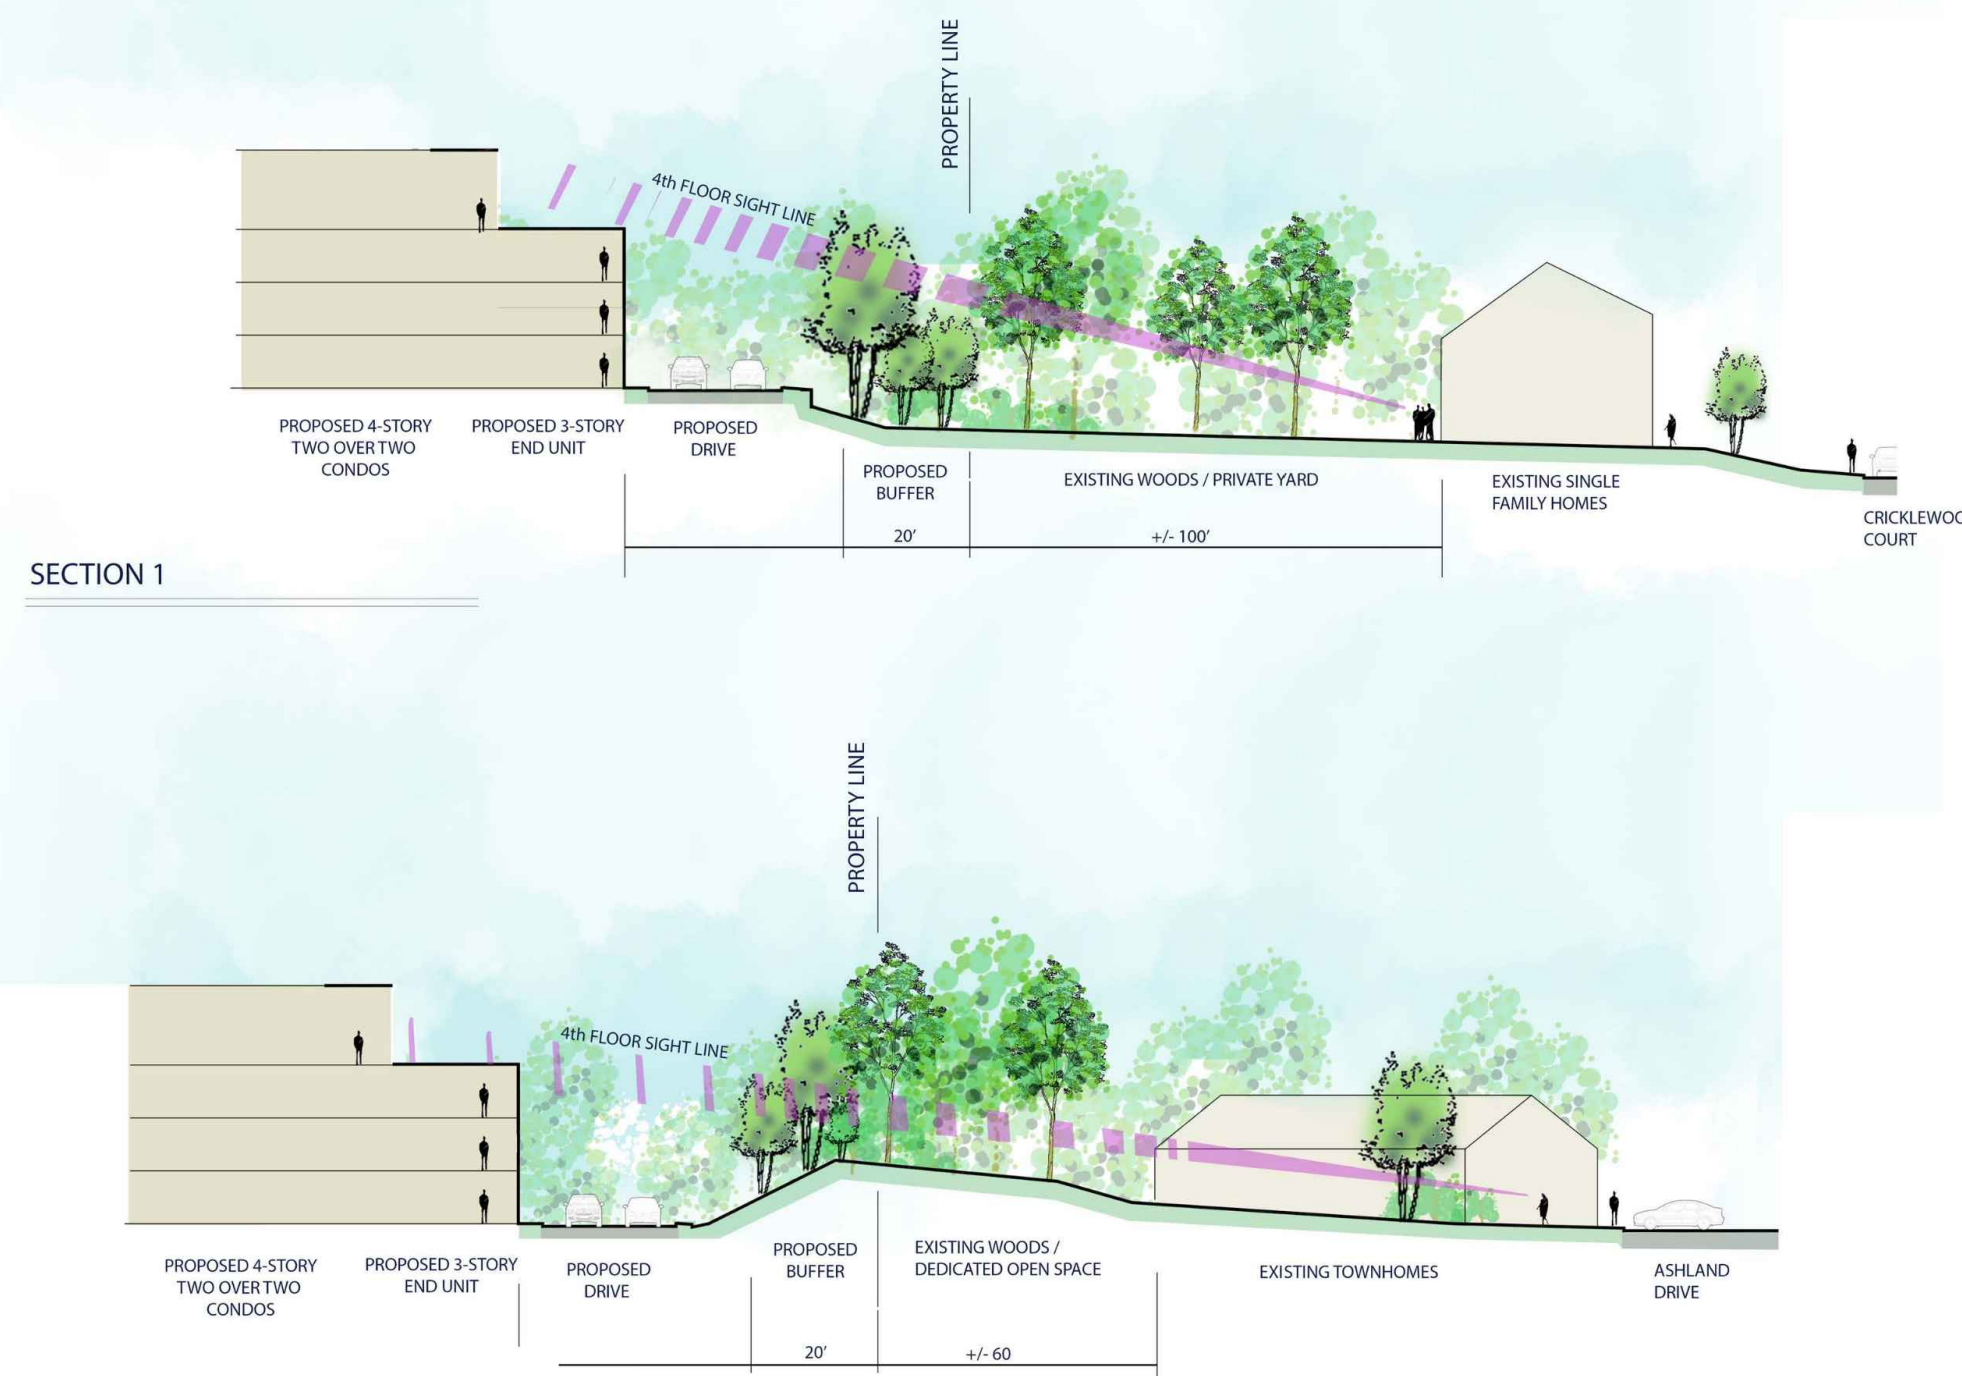 PROPERTY LINE
4th FLOOR SIGHT LINE
PROPOSED 4-STORY
TWO OVER TWO
CONDOS
PROPOSED 3-STORY
END UNIT
PROPOSED
DRIVE
PROPOSED
BUFFER
EXISTING WOODS / PRIVATE YARD
EXISTING SINGLE
FAMILY HOMES
CRICKLEWOO
COURT
20'
+/- 100'
SECTION 1
PROPERTY LINE
4th FLOOR SIGHT LINE
PROPOSED 4-STORY
TWO OVER TWO
CONDOS
PROPOSED 3-STORY
END UNIT
PROPOSED
DRIVE
PROPOSED
BUFFER
EXISTING WOODS /
DEDICATED OPEN SPACE
EXISTING TOWNHOMES
ASHLAND
DRIVE
20'
+/- 60